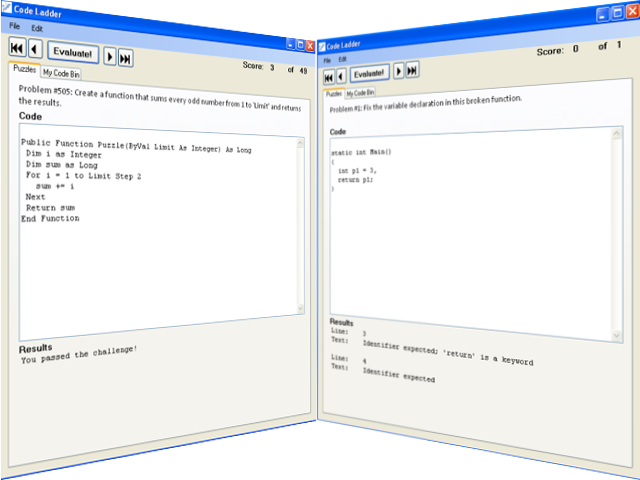 Code Ladder
File Edit
Evaluate!
Score: 3 of 49
Puzzles My Code Bin
Problem #505: Create a function that sums every odd number from 1 to 'Limit' and returns
the results.
Code
Public Function Puzzle(ByVal Limit As Integer) As Long
Dim i as Integer
Dim sum as Long
For i = 1 to Limit Step 2
sum += i
Next
Return sum
End Function
Results
You passed the challenge!
Code Ladder
File Edit
Evaluate!
Score: 0 of 1
Puzzles My Code Bin
Problem #1: Fix the variable declaration in this broken function.
Code
static int Main()
{
int p1 = 3,
return p1;
}
Results
Line: 3
Text: Identifier expected; 'return' is a keyword
Line: 4
Text: Identifier expected